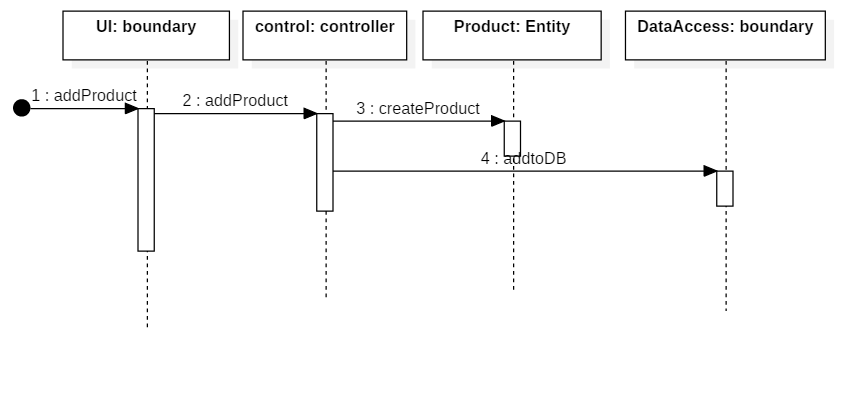 UI: boundary
control: controller
Product: Entity
DataAccess: boundary
1 : addProduct
2 : addProduct
3 : createProduct
4 : addtoDB